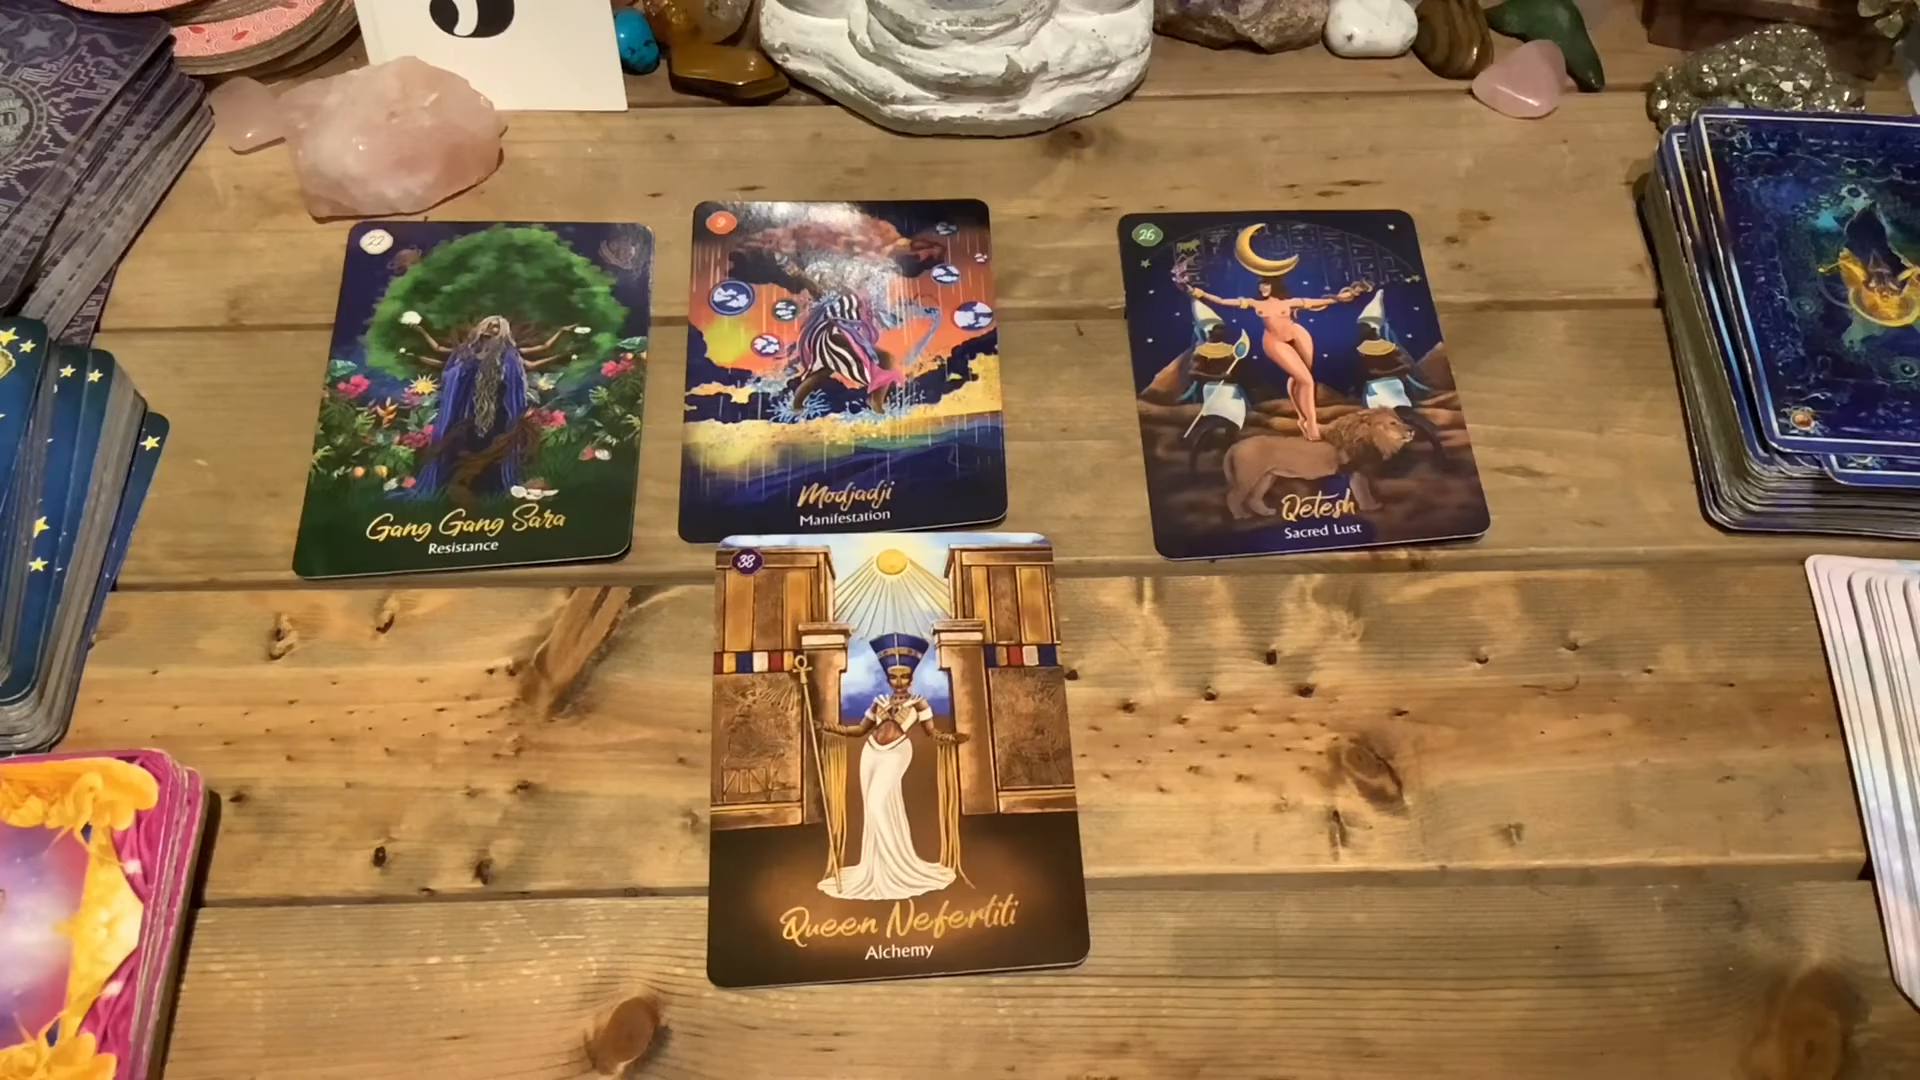 22
Gang Gang Sara
Resistance
9
Modjadji
Manifestation
26
Qetesh
Sacred Lust
38
Queen Nefertiti
Alchemy